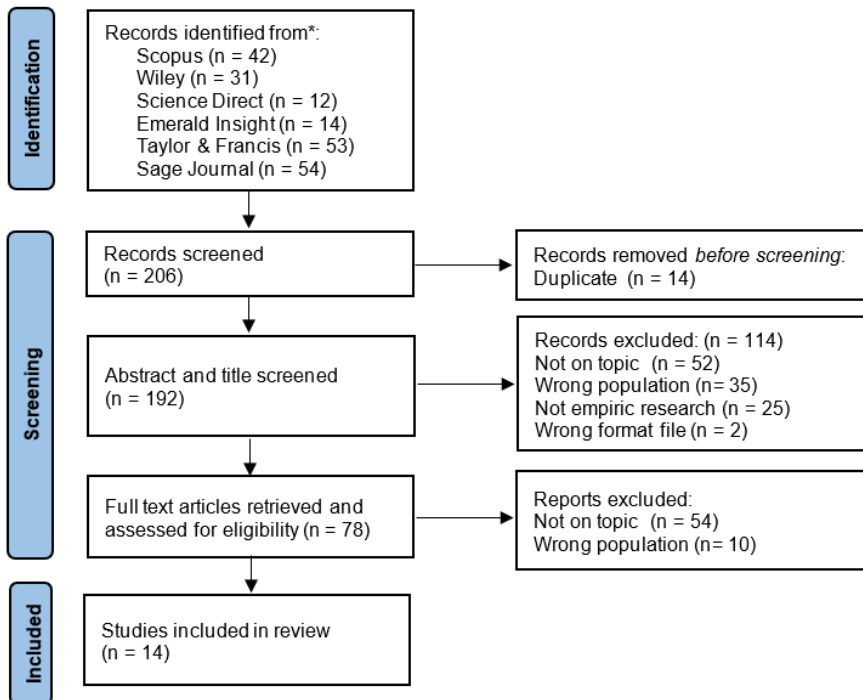 Identification
Records identified from*:
Scopus (n = 42)
Wiley (n = 31)
Science Direct (n = 12)
Emerald Insight (n = 14)
Taylor & Francis (n = 53)
Sage Journal (n = 54)
Screening
Records screened
(n = 206)
Records removed before screening:
Duplicate (n = 14)
Abstract and title screened
(n = 192)
Records excluded: (n = 114)
Not on topic (n = 52)
Wrong population (n= 35)
Not empiric research (n = 25)
Wrong format file (n = 2)
Full text articles retrieved and
assessed for eligibility (n = 78)
Reports excluded:
Not on topic (n = 54)
Wrong population (n= 10)
Included
Studies included in review
(n = 14)